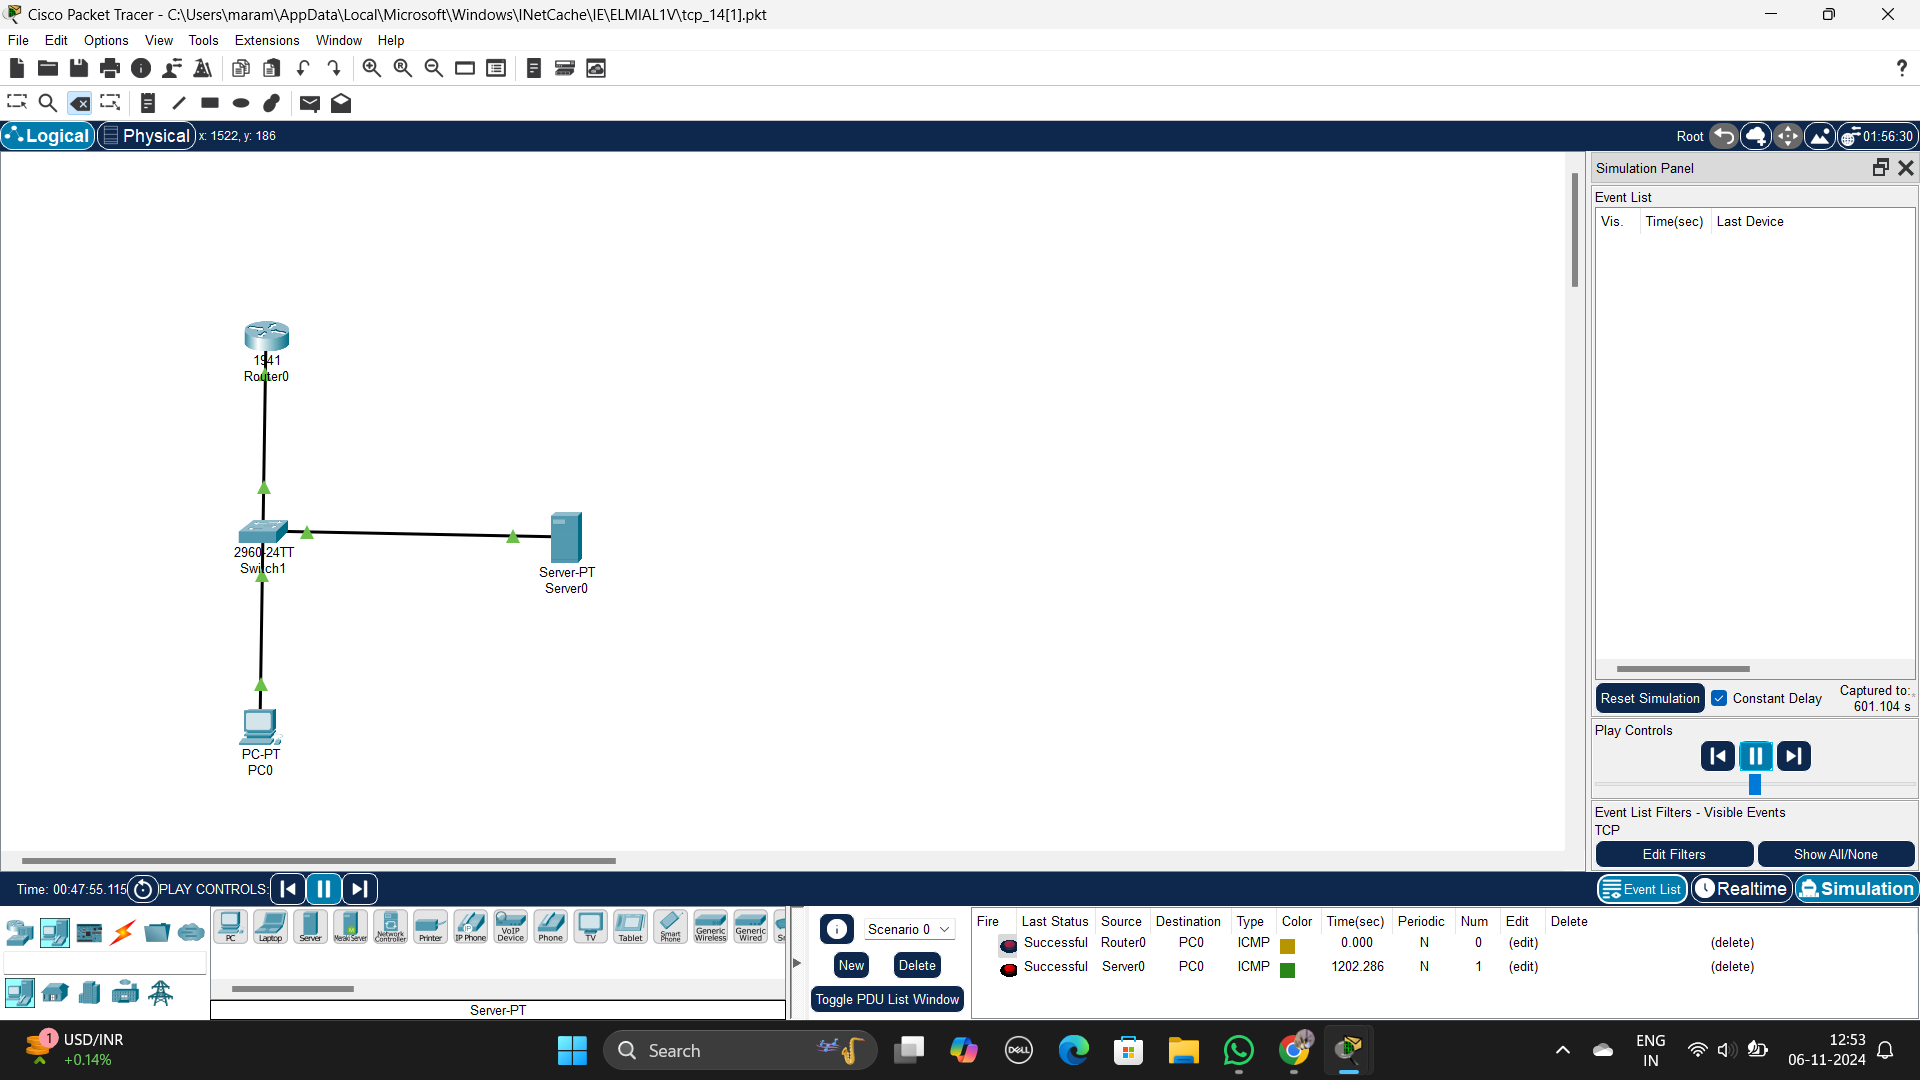 Cisco Packet Tracer - C:\Users\maram\AppData\Local\Microsoft\Windows\INetCache\IE\ELMIAL1V\tcp_14[1].pkt
File Edit Options View Tools Extensions Window Help
?
Logical Physical x: 1522, y: 186 Root 01:56:30
Simulation Panel
Event List
Vis. Time(sec) Last Device
1941
Router0
2960-24TT
Switch1
Server-PT
Server0
PC-PT
PC0
Reset Simulation Constant Delay Captured to:
601.104 s
Play Controls
Event List Filters - Visible Events
TCP
Edit Filters Show All/None
Time: 00:47:55.115 PLAY CONTROLS: Event List Realtime Simulation
PC Laptop Server Meraki Server Network Controller Printer IP Phone VoIP Device Phone TV Tablet Smart Phone Generic Wireless Generic Wired
Server-PT
Scenario 0
New Delete
Toggle PDU List Window
Fire Last Status Source Destination Type Color Time(sec) Periodic Num Edit Delete
Successful Router0 PC0 ICMP 0.000 N 0 (edit) (delete)
Successful Server0 PC0 ICMP 1202.286 N 1 (edit) (delete)
1 USD/INR
+0.14%
Search
DELL
ENG
IN
12:53
06-11-2024